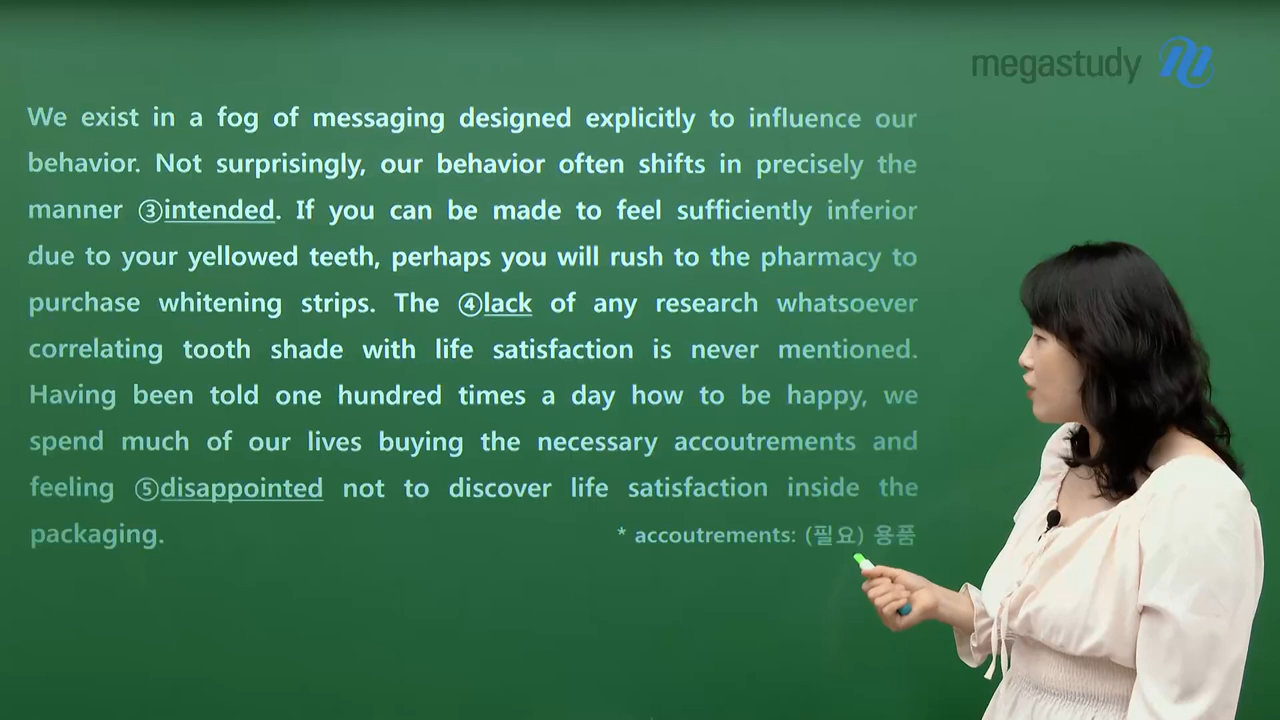 megastudy
We exist in a fog of messaging designed explicitly to influence our
behavior. Not surprisingly, our behavior often shifts in precisely the
manner ③intended. If you can be made to feel sufficiently inferior
due to your yellowed teeth, perhaps you will rush to the pharmacy to
purchase whitening strips. The ④lack of any research whatsoever
correlating tooth shade with life satisfaction is never mentioned.
Having been told one hundred times a day how to be happy, we
spend much of our lives buying the necessary accoutrements and
feeling ⑤disappointed not to discover life satisfaction inside the
packaging.
* accoutrements: (필요) 용품